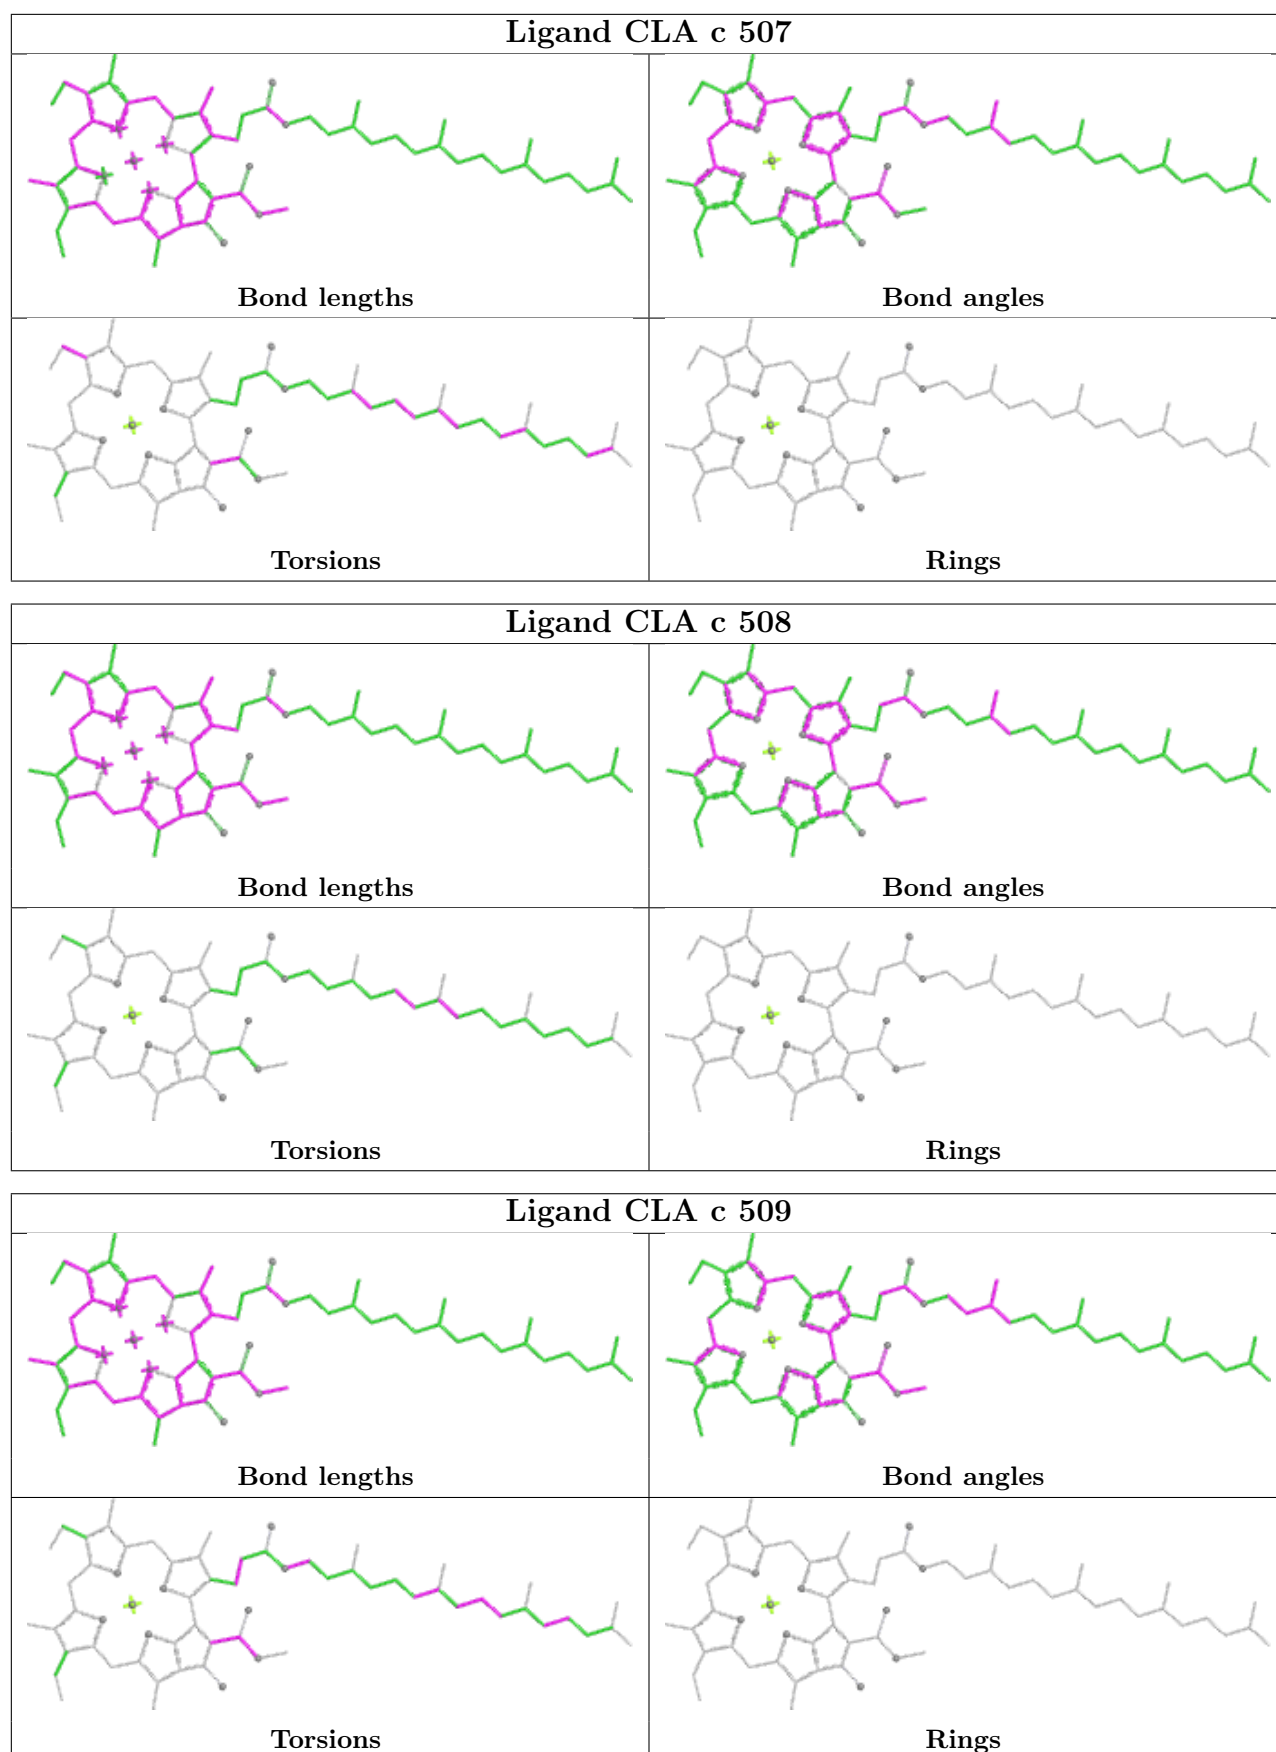 Ligand CLA c 507
Bond lengths
Bond angles
Torsions
Rings
Ligand CLA c 508
Bond lengths
Bond angles
Torsions
Rings
Ligand CLA c 509
Bond lengths
Bond angles
Torsions
Rings